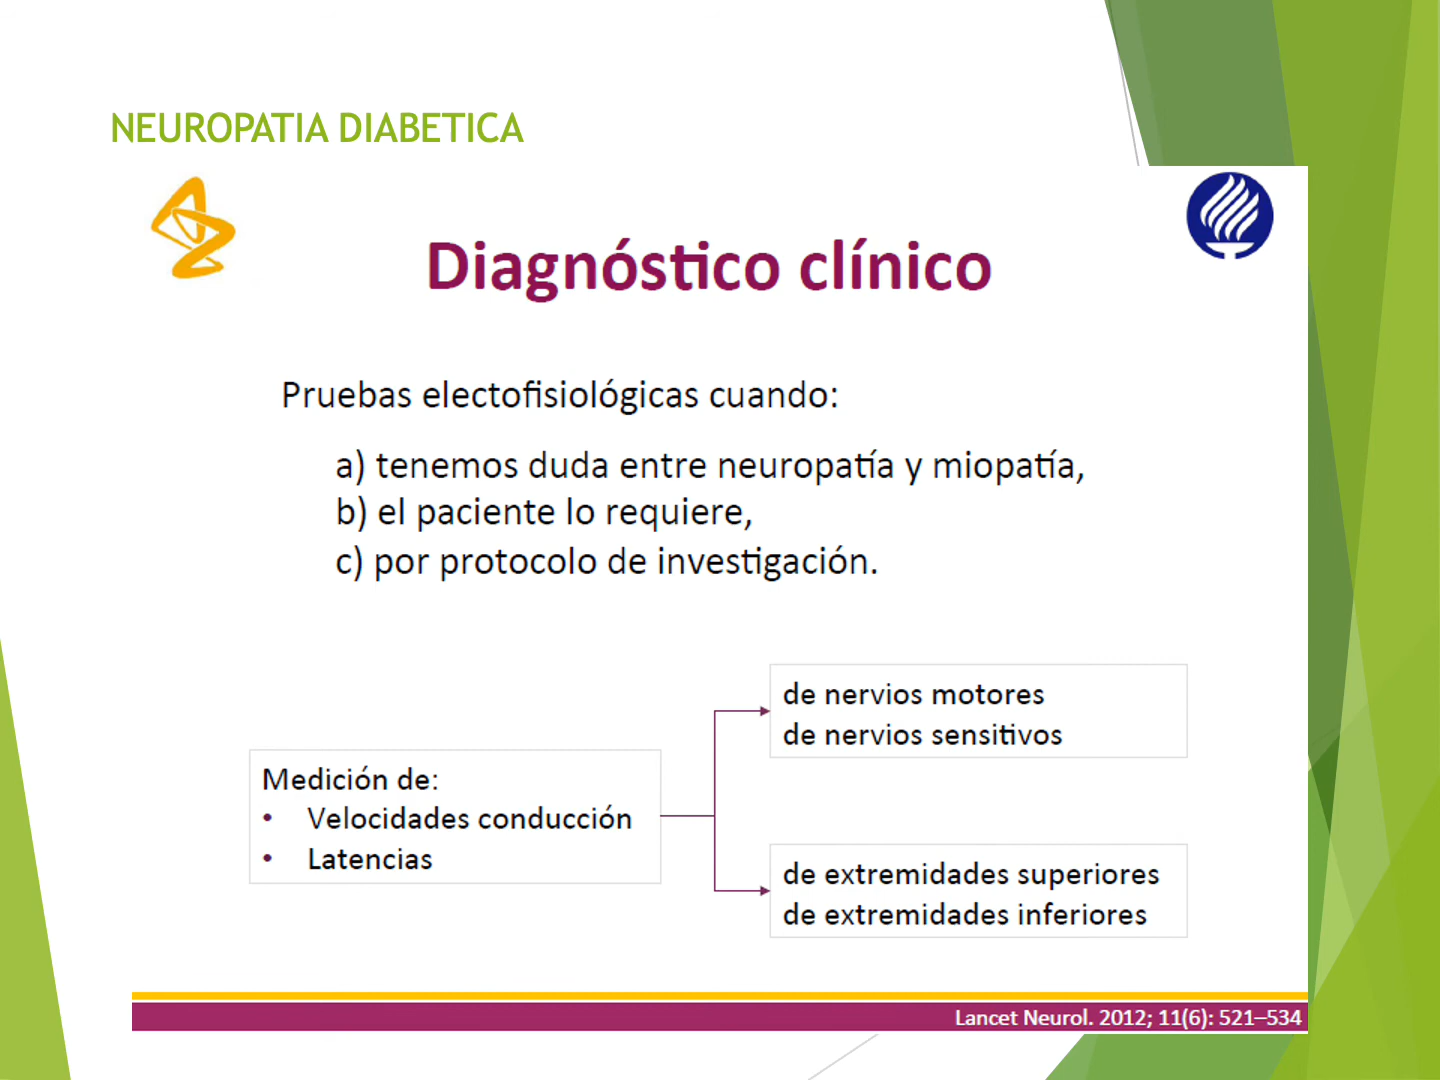 NEUROPATIA DIABETICA
Diagnóstico clínico
Pruebas electofisiológicas cuando:
a) tenemos duda entre neuropatía y miopatía,
b) el paciente lo requiere,
c) por protocolo de investigación.
Medición de:
• Velocidades conducción
• Latencias
de nervios motores
de nervios sensitivos
de extremidades superiores
de extremidades inferiores
Lancet Neurol. 2012; 11(6): 521–534